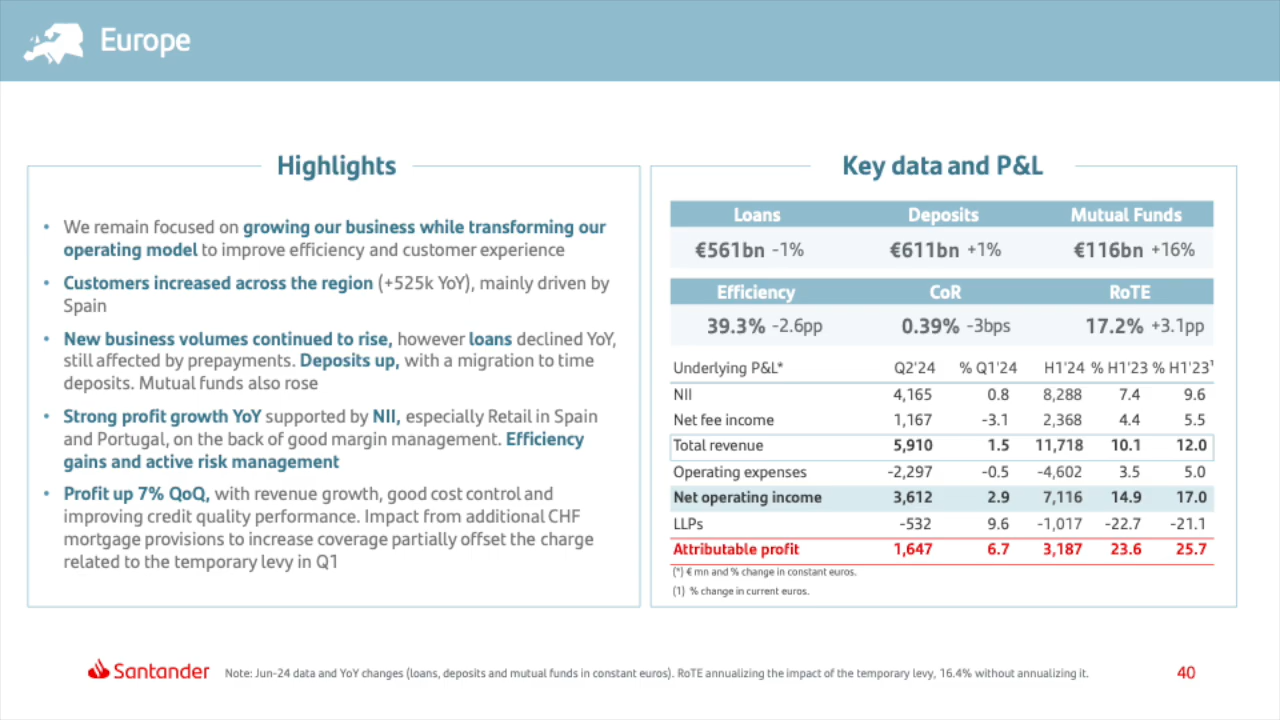 Europe
Highlights
• We remain focused on growing our business while transforming our
operating model to improve efficiency and customer experience
• Customers increased across the region (+525k YoY), mainly driven by
Spain
• New business volumes continued to rise, however loans declined YoY,
still affected by prepayments. Deposits up, with a migration to time
deposits. Mutual funds also rose
• Strong profit growth YoY supported by NII, especially Retail in Spain
and Portugal, on the back of good margin management. Efficiency
gains and active risk management
• Profit up 7% QoQ, with revenue growth, good cost control and
improving credit quality performance. Impact from additional CHF
mortgage provisions to increase coverage partially offset the charge
related to the temporary levy in Q1
Key data and P&L
Loans Deposits Mutual Funds
€561bn -1% €611bn +1% €116bn +16%
Efficiency CoR RoTE
39.3% -2.6pp 0.39% -3bps 17.2% +3.1pp
Underlying P&L* Q2'24 % Q1'24 H1'24 % H1'23 % H1'23¹
NII 4,165 0.8 8,288 7.4 9.6
Net fee income 1,167 -3.1 2,368 4.4 5.5
Total revenue 5,910 1.5 11,718 10.1 12.0
Operating expenses -2,297 -0.5 -4,602 3.5 5.0
Net operating income 3,612 2.9 7,116 14.9 17.0
LLPs -532 9.6 -1,017 -22.7 -21.1
Attributable profit 1,647 6.7 3,187 23.6 25.7
(*) € mn and % change in constant euros.
(1) % change in current euros.
Santander
Note: Jun-24 data and YoY changes (loans, deposits and mutual funds in constant euros). RoTE annualizing the impact of the temporary levy, 16.4% without annualizing it.
40